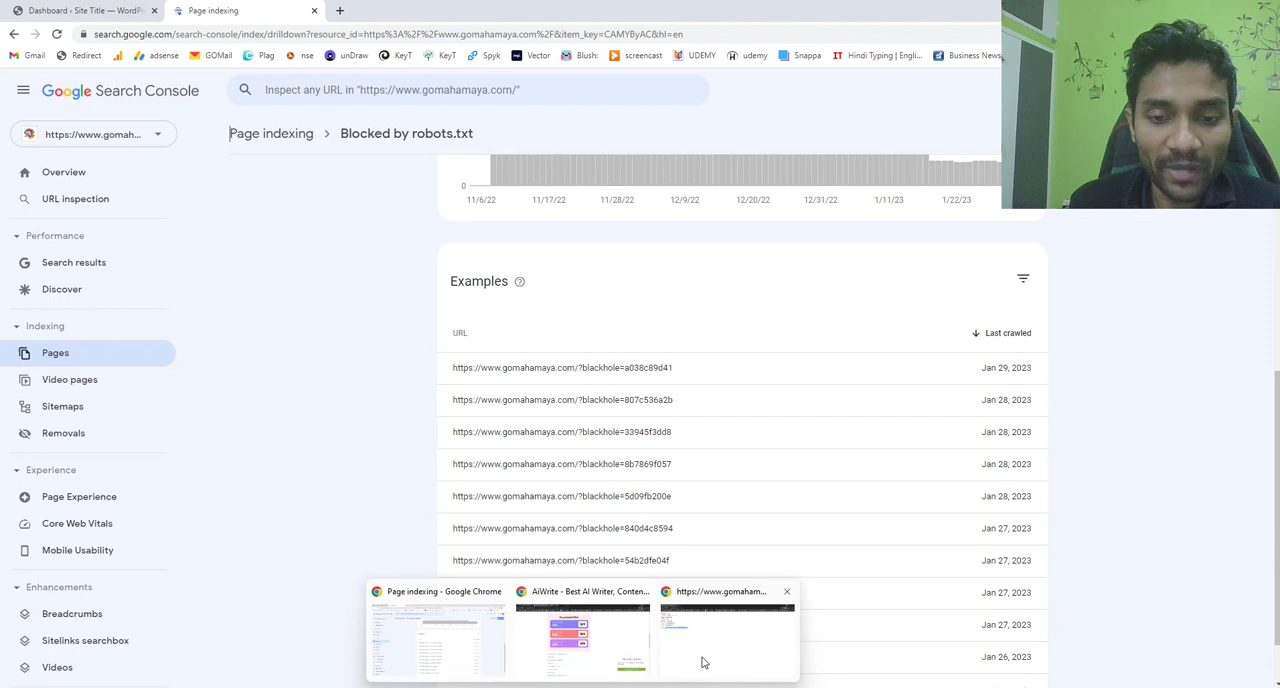 Dashboard ‹ Site Title — WordPr
Page indexing
search.google.com/search-console/index/drilldown?resource_id=https%3A%2F%2Fwww.gomahamaya.com%2F&item_key=CAMYByAC&hl=en
Gmail
Redirect
adsense
GOMail
Plag
nse
unDraw
KeyT
KeyT
Spyk
Vector
Blush:
screencast
UDEMY
udemy
Snappa
Hindi Typing | Engli...
Business News,
Google Search Console
Inspect any URL in "https://www.gomahamaya.com/"
https://www.gomah...
Page indexing > Blocked by robots.txt
Overview
URL inspection
Performance
Search results
Discover
Indexing
Pages
Video pages
Sitemaps
Removals
Experience
Page Experience
Core Web Vitals
Mobile Usability
Enhancements
Breadcrumbs
Sitelinks searchbox
Videos
0
11/6/22 11/17/22 11/28/22 12/9/22 12/20/22 12/31/22 1/11/23 1/22/23
Examples
URL Last crawled
https://www.gomahamaya.com/?blackhole=a038c89d41 Jan 29, 2023
https://www.gomahamaya.com/?blackhole=807c536a2b Jan 28, 2023
https://www.gomahamaya.com/?blackhole=33945f3dd8 Jan 28, 2023
https://www.gomahamaya.com/?blackhole=8b7869f057 Jan 28, 2023
https://www.gomahamaya.com/?blackhole=5d09fb200e Jan 28, 2023
https://www.gomahamaya.com/?blackhole=840d4c8594 Jan 27, 2023
https://www.gomahamaya.com/?blackhole=54b2dfe04f Jan 27, 2023
Jan 27, 2023
Jan 27, 2023
Jan 26, 2023
Page indexing - Google Chrome
AiWrite - Best AI Writer, Conten...
https://www.gomaham...